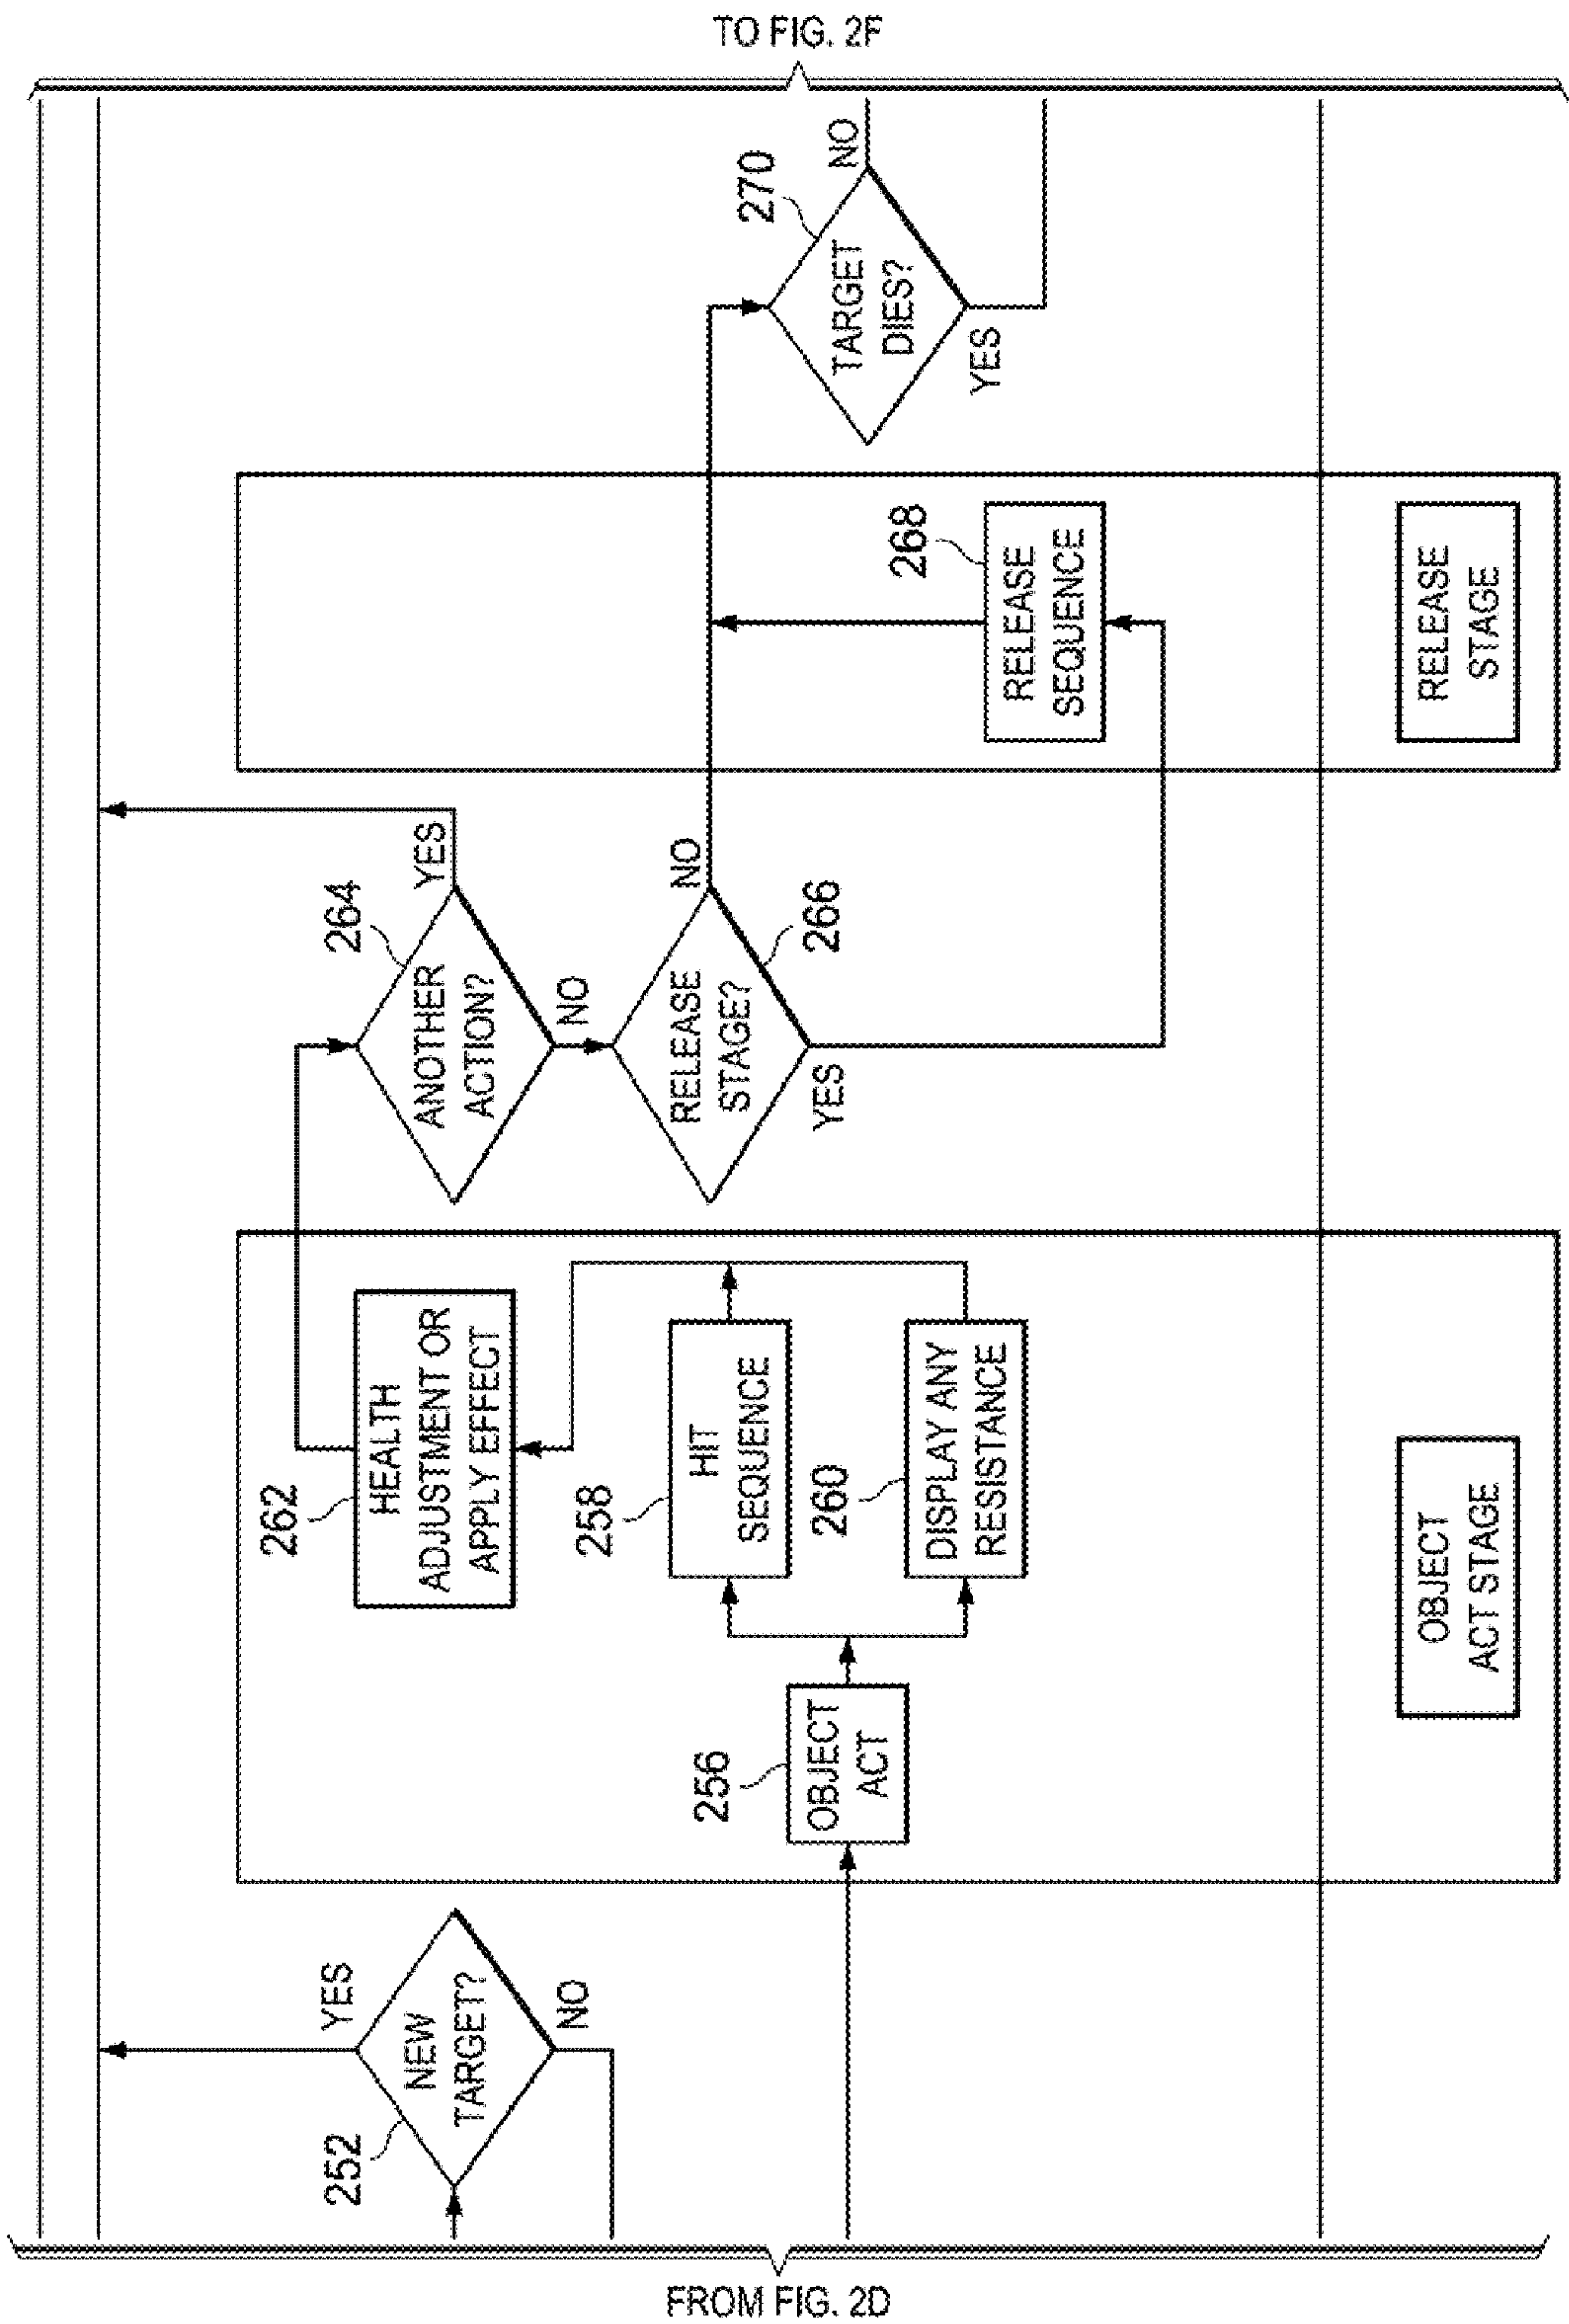 TO FIG. 2F
252
NEW
TARGET?
YES
NO
256
OBJECT
ACT
258
HIT
SEQUENCE
260
DISPLAY ANY
RESISTANCE
262
HEALTH
ADJUSTMENT OR
APPLY EFFECT
OBJECT
ACT STAGE
264
ANOTHER
ACTION?
YES
NO
266
RELEASE
STAGE?
NO
YES
268
RELEASE
SEQUENCE
RELEASE
STAGE
270
TARGET
DIES?
NO
YES
FROM FIG. 2D